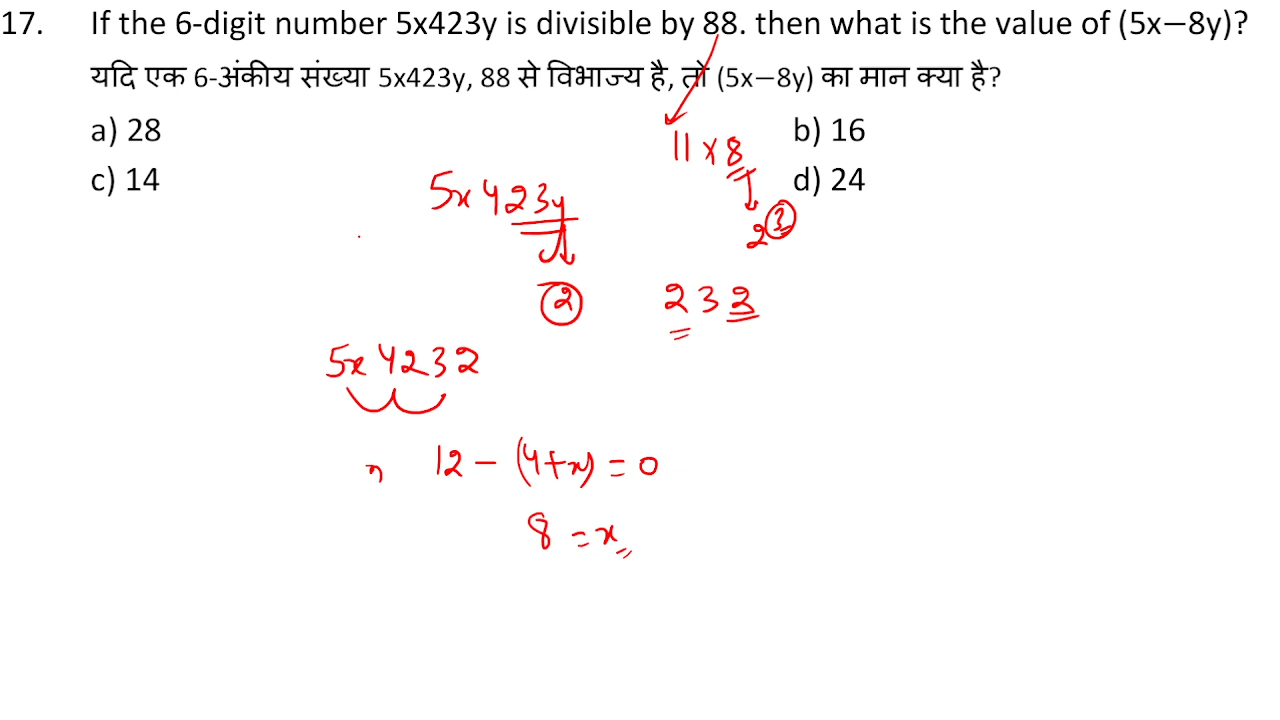 17. If the 6-digit number 5x423y is divisible by 88. then what is the value of (5x−8y)?
यदि एक 6-अंकीय संख्या 5x423y, 88 से विभाज्य है, तो (5x−8y) का मान क्या है?
a) 28 b) 16
c) 14 d) 24
11 × 8
5x423y
2③
② 232
5x4232
12 − (4+x) = 0
8 = x